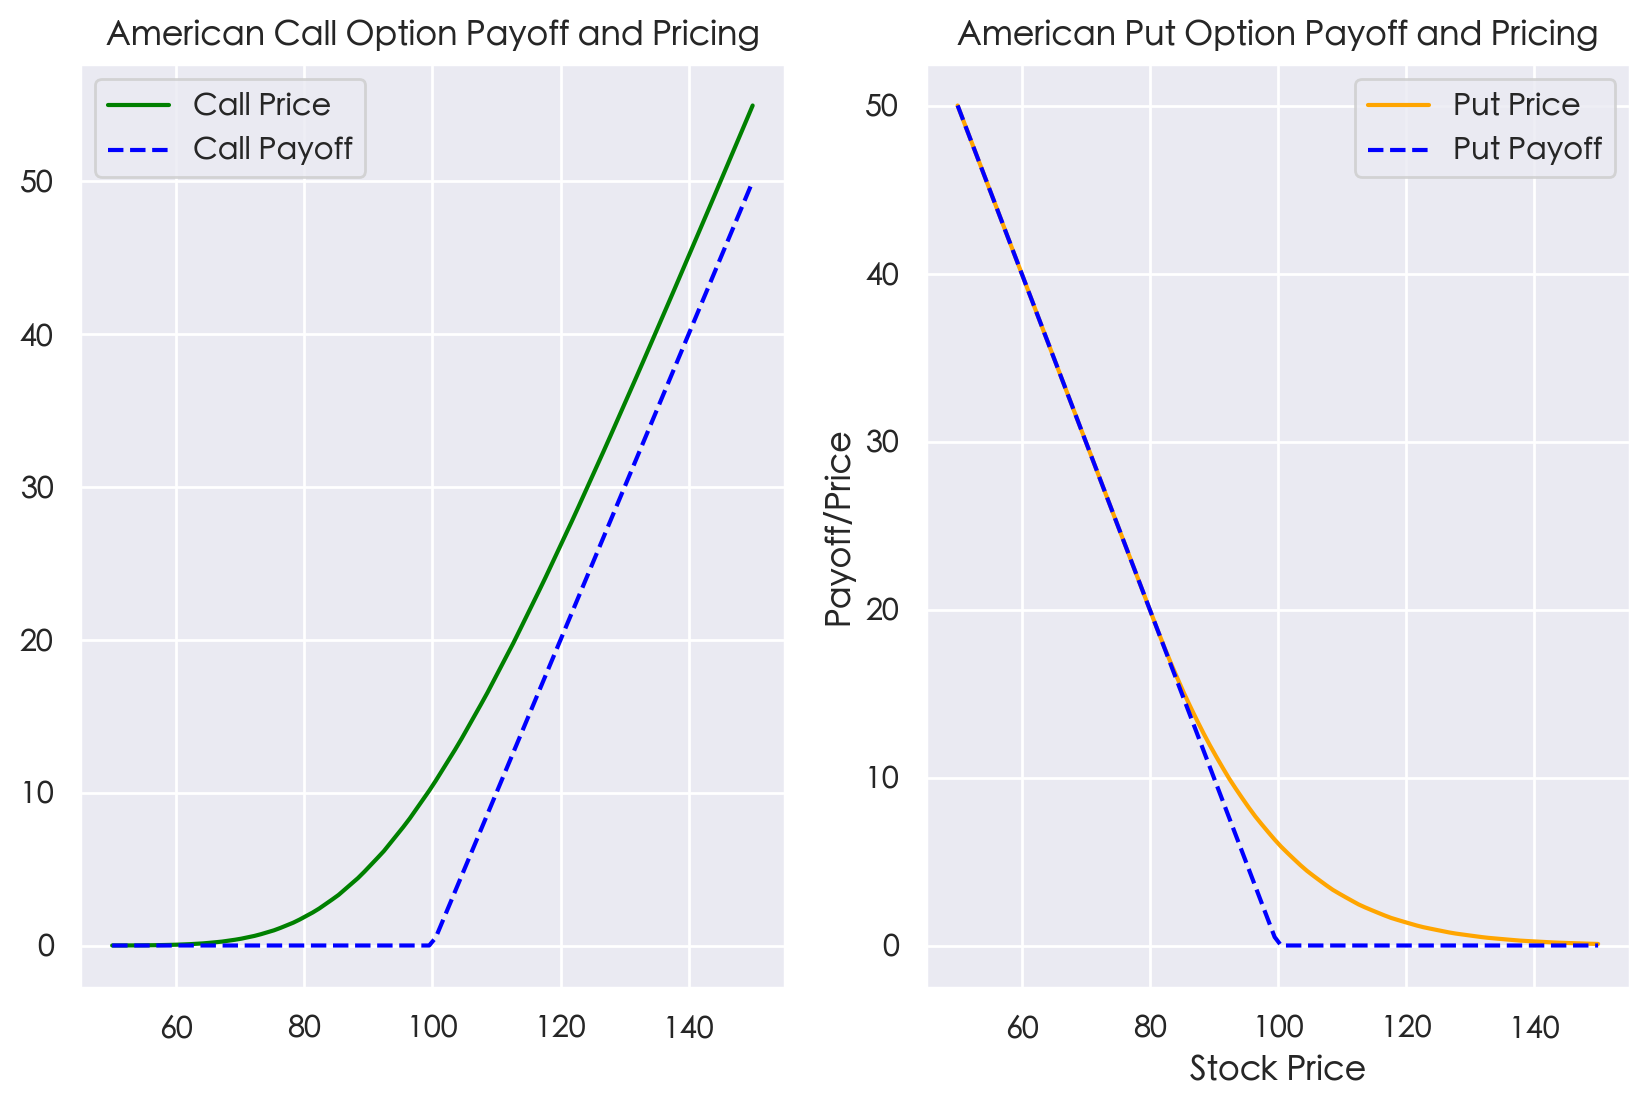 American Call Option Payoff and Pricing
Call Price
Call Payoff
50
40
30
20
10
0
60 80 100 120 140
American Put Option Payoff and Pricing
Put Price
Put Payoff
Payoff/Price
50
40
30
20
10
0
60 80 100 120 140
Stock Price